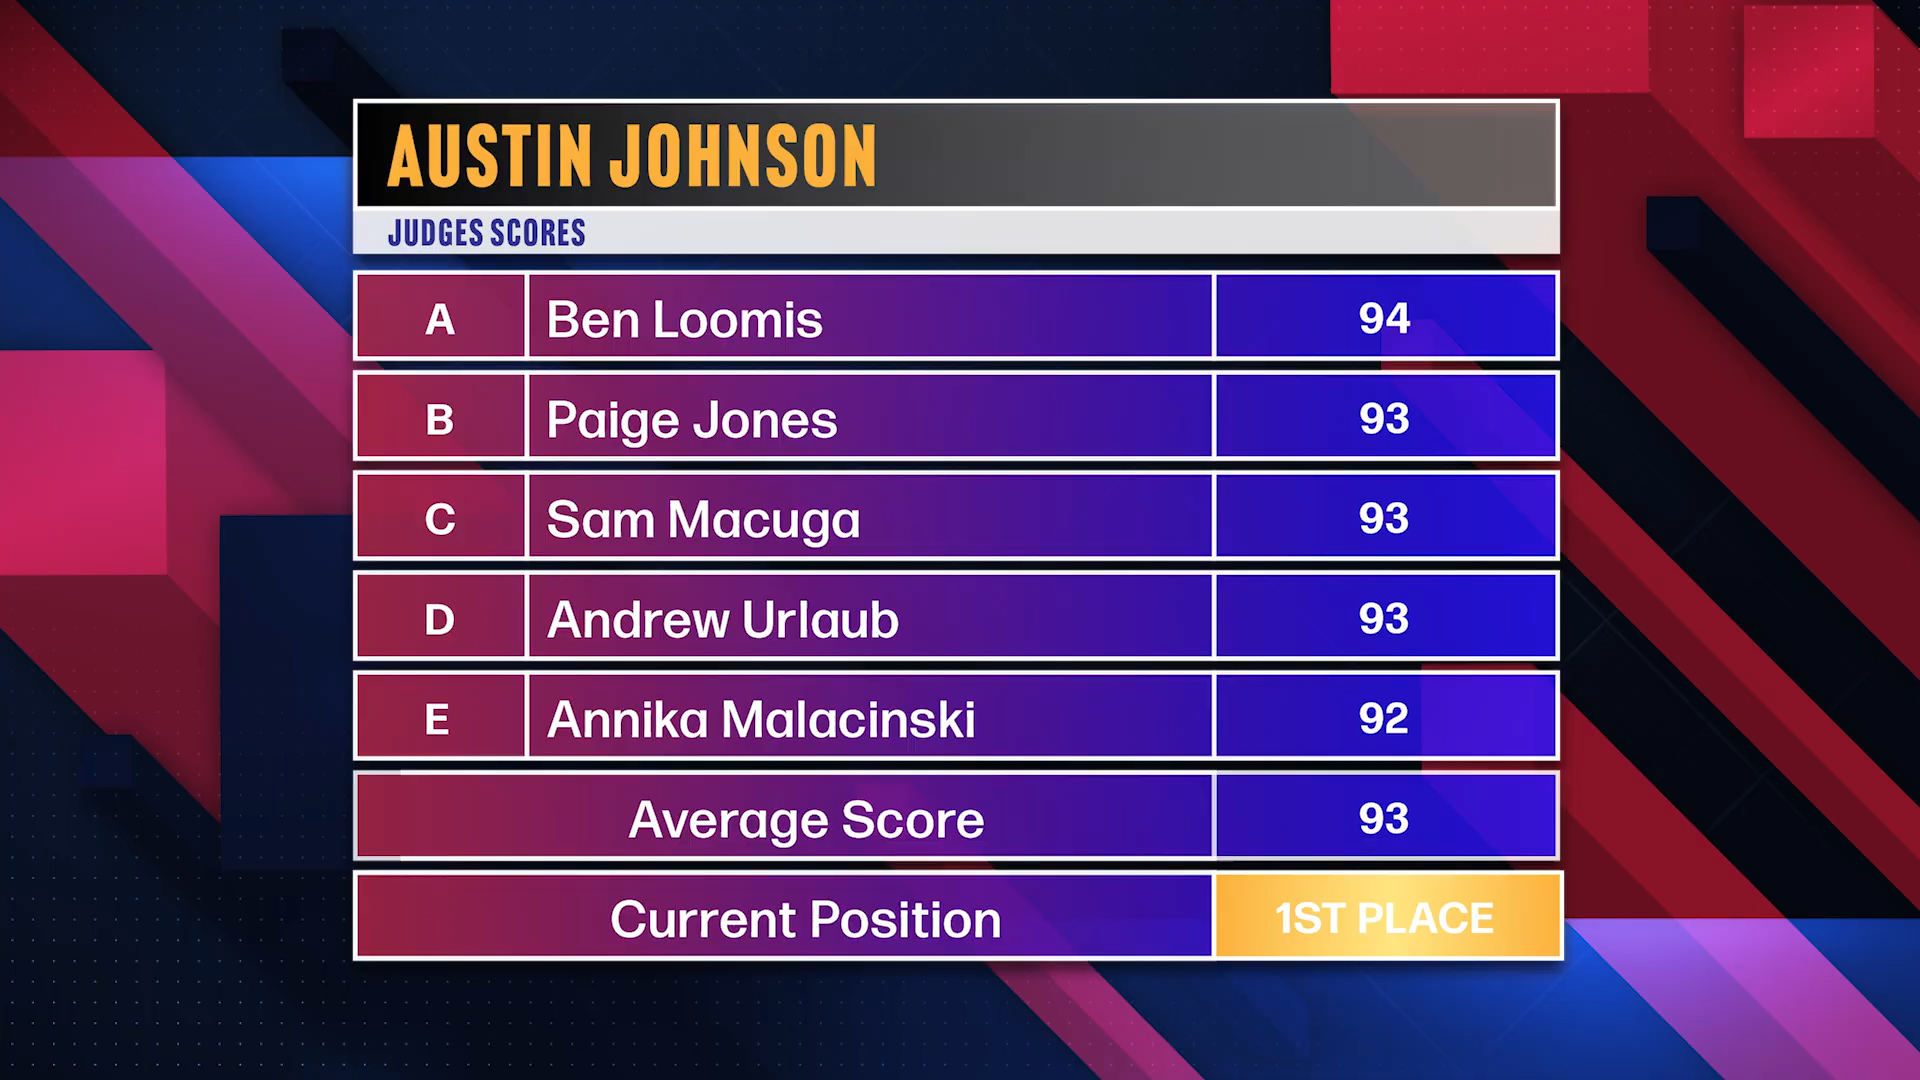 AUSTIN JOHNSON
JUDGES SCORES
A Ben Loomis 94
B Paige Jones 93
C Sam Macuga 93
D Andrew Urlaub 93
E Annika Malacinski 92
Average Score 93
Current Position 1ST PLACE